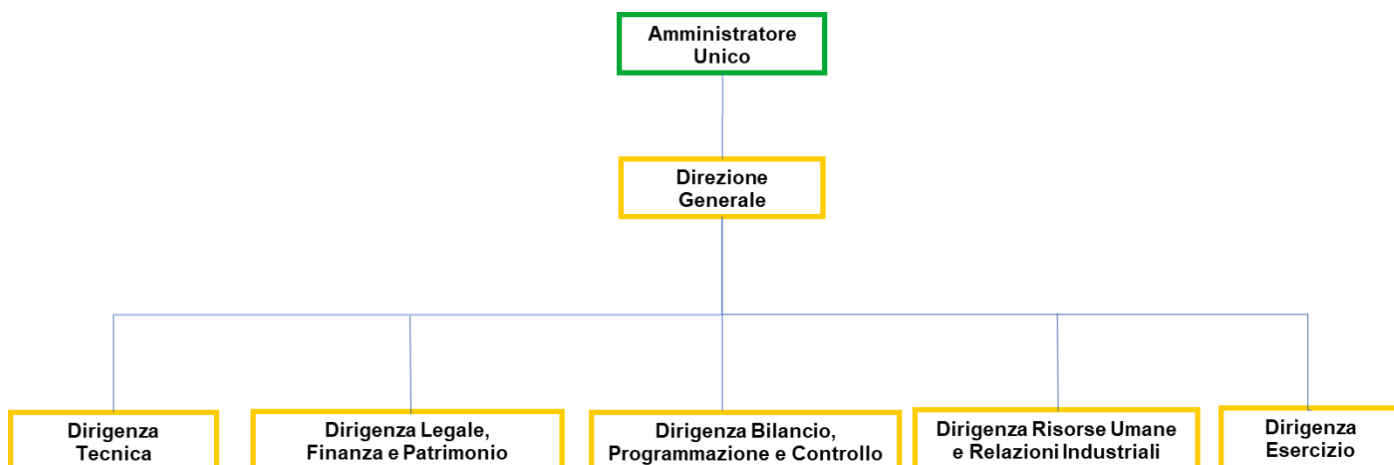 Amministratore
Unico
Direzione
Generale
Dirigenza
Tecnica
Dirigenza Legale,
Finanza e Patrimonio
Dirigenza Bilancio,
Programmazione e Controllo
Dirigenza Risorse Umane
e Relazioni Industriali
Dirigenza
Esercizio